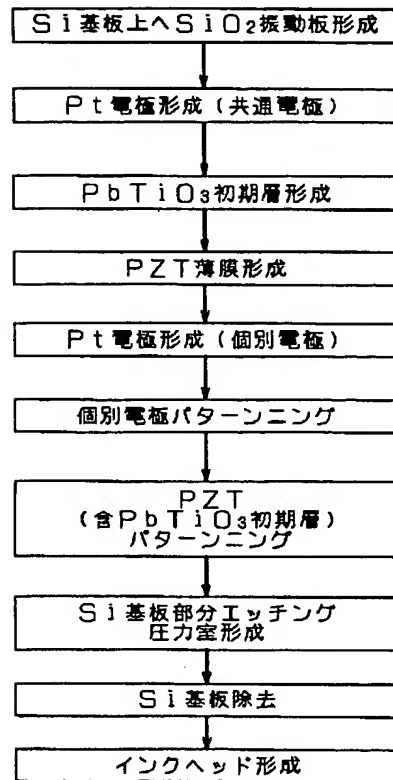 Si基板上へSiO₂振動板形成
Pt電極形成(共通電極)
PbTiO₃初期層形成
PZT薄膜形成
Pt電極形成(個別電極)
個別電極パターンニング
PZT
(含PbTiO₃初期層)
パターンニング
Si基板部分エッチング
圧力室形成
Si基板除去
インクヘッド形成